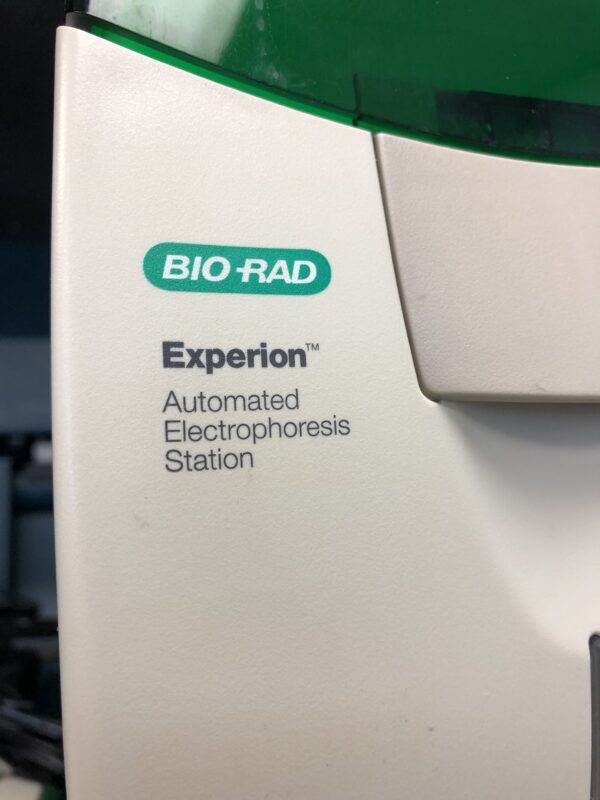 BIO-RAD
Experion™
Automated
Electrophoresis
Station